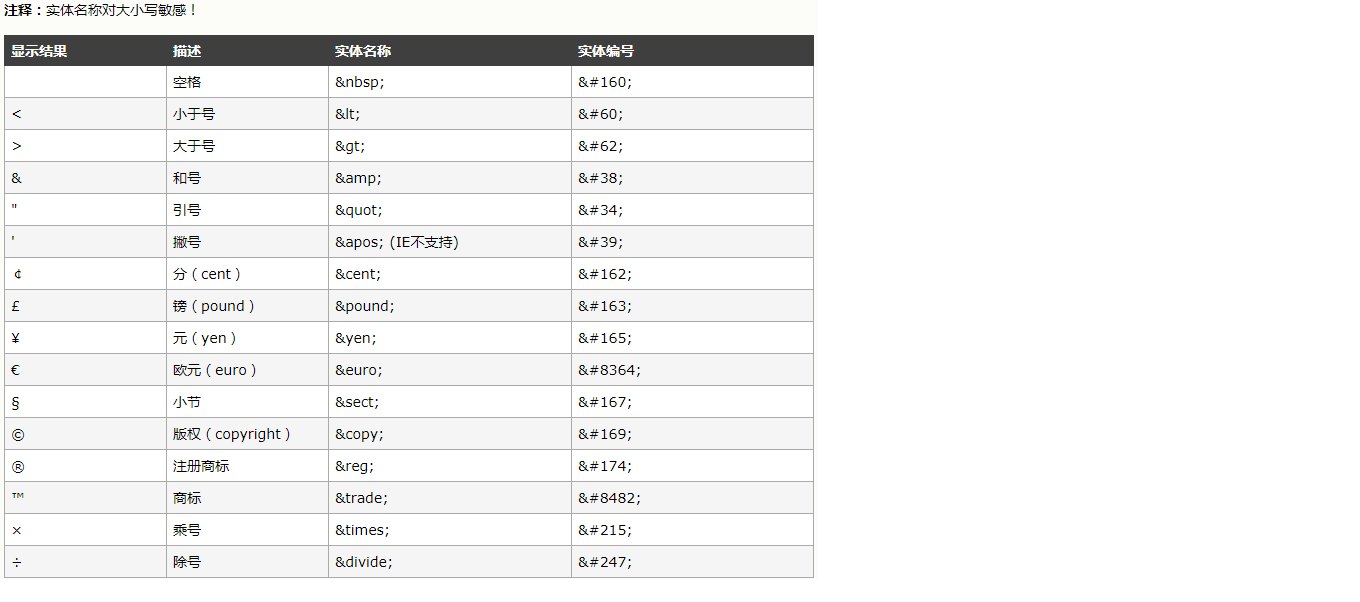 注释：实体名称对大小写敏感！
显示结果 描述 实体名称 实体编号
空格 &nbsp; &#160;
< 小于号 &lt; &#60;
> 大于号 &gt; &#62;
& 和号 &amp; &#38;
" 引号 &quot; &#34;
' 撇号 &apos; (IE不支持) &#39;
￠ 分（cent） &cent; &#162;
£ 镑（pound） &pound; &#163;
¥ 元（yen） &yen; &#165;
€ 欧元（euro） &euro; &#8364;
§ 小节 &sect; &#167;
© 版权（copyright） &copy; &#169;
® 注册商标 &reg; &#174;
™ 商标 &trade; &#8482;
× 乘号 &times; &#215;
÷ 除号 &divide; &#247;